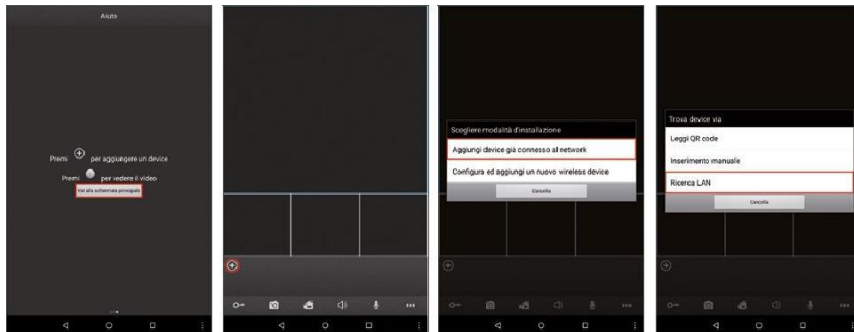 Aiuto
Premi per aggiungere un device
Premi per vedere il video
Vai alla schermata principale
Scegliere modalità d'installazione
Aggiungi device già connesso al network
Configura ed aggiungi un nuovo wireless device
Cancella
Trova device via
Leggi QR code
Inserimento manuale
Ricerca LAN
Cancella